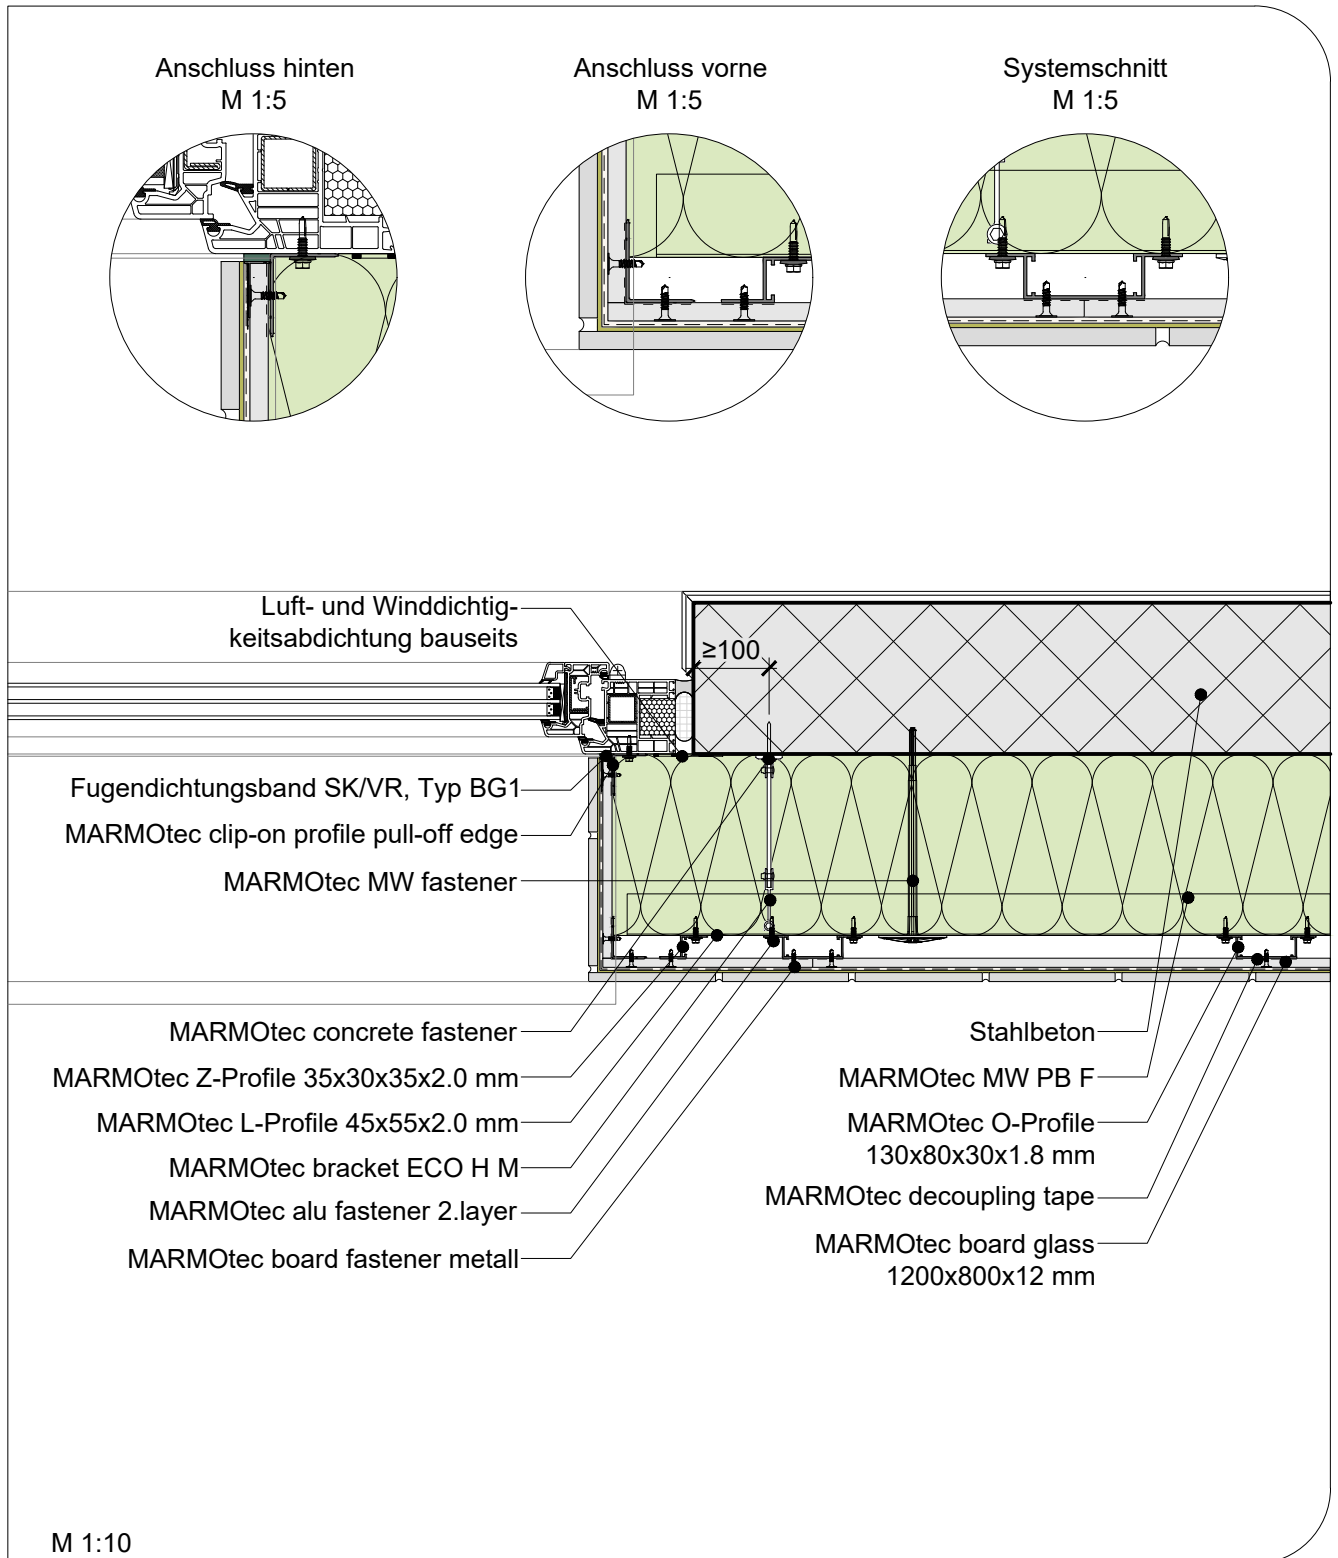 Anschluss hinten
M 1:5
Anschluss vorne
M 1:5
Systemschnitt
M 1:5
Luft- und Winddichtig-
keitsabdichtung bauseits
≥100
Fugendichtungsband SK/VR, Typ BG1
MARMOtec clip-on profile pull-off edge
MARMOtec MW fastener
MARMOtec concrete fastener
MARMOtec Z-Profile 35x30x35x2.0 mm
MARMOtec L-Profile 45x55x2.0 mm
MARMOtec bracket ECO H M
MARMOtec alu fastener 2.layer
MARMOtec board fastener metall
Stahlbeton
MARMOtec MW PB F
MARMOtec O-Profile
130x80x30x1.8 mm
MARMOtec decoupling tape
MARMOtec board glass
1200x800x12 mm
M 1:10